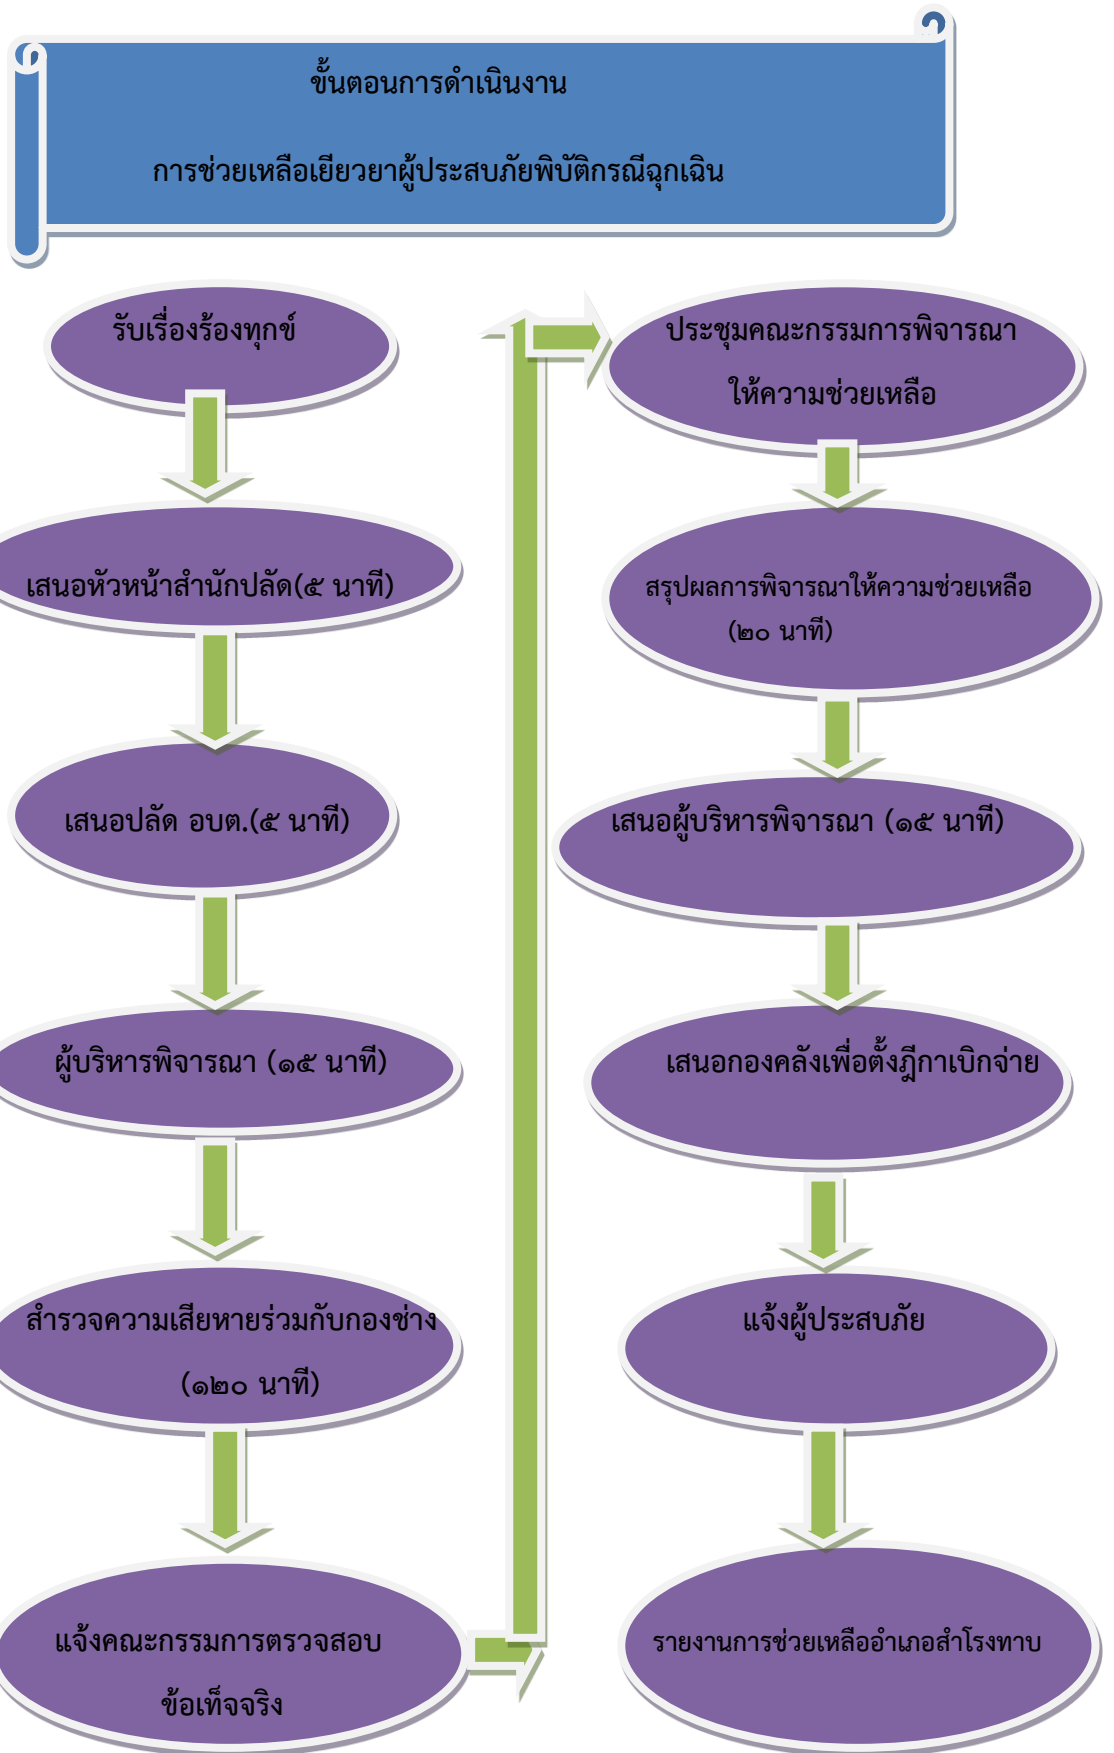 ขั้นตอนการดำเนินงาน
การช่วยเหลือเยียวยาผู้ประสบภัยพิบัติกรณีฉุกเฉิน
รับเรื่องร้องทุกข์
เสนอหัวหน้าสำนักปลัด(๕ นาที)
เสนอปลัด อบต.(๕ นาที)
ผู้บริหารพิจารณา (๑๕ นาที)
สำรวจความเสียหายร่วมกับกองช่าง
(๑๒๐ นาที)
แจ้งคณะกรรมการตรวจสอบ
ข้อเท็จจริง
ประชุมคณะกรรมการพิจารณา
ให้ความช่วยเหลือ
สรุปผลการพิจารณาให้ความช่วยเหลือ
(๒๐ นาที)
เสนอผู้บริหารพิจารณา (๑๕ นาที)
เสนอกองคลังเพื่อตั้งฎีกาเบิกจ่าย
แจ้งผู้ประสบภัย
รายงานการช่วยเหลืออำเภอสำโรงทาบ